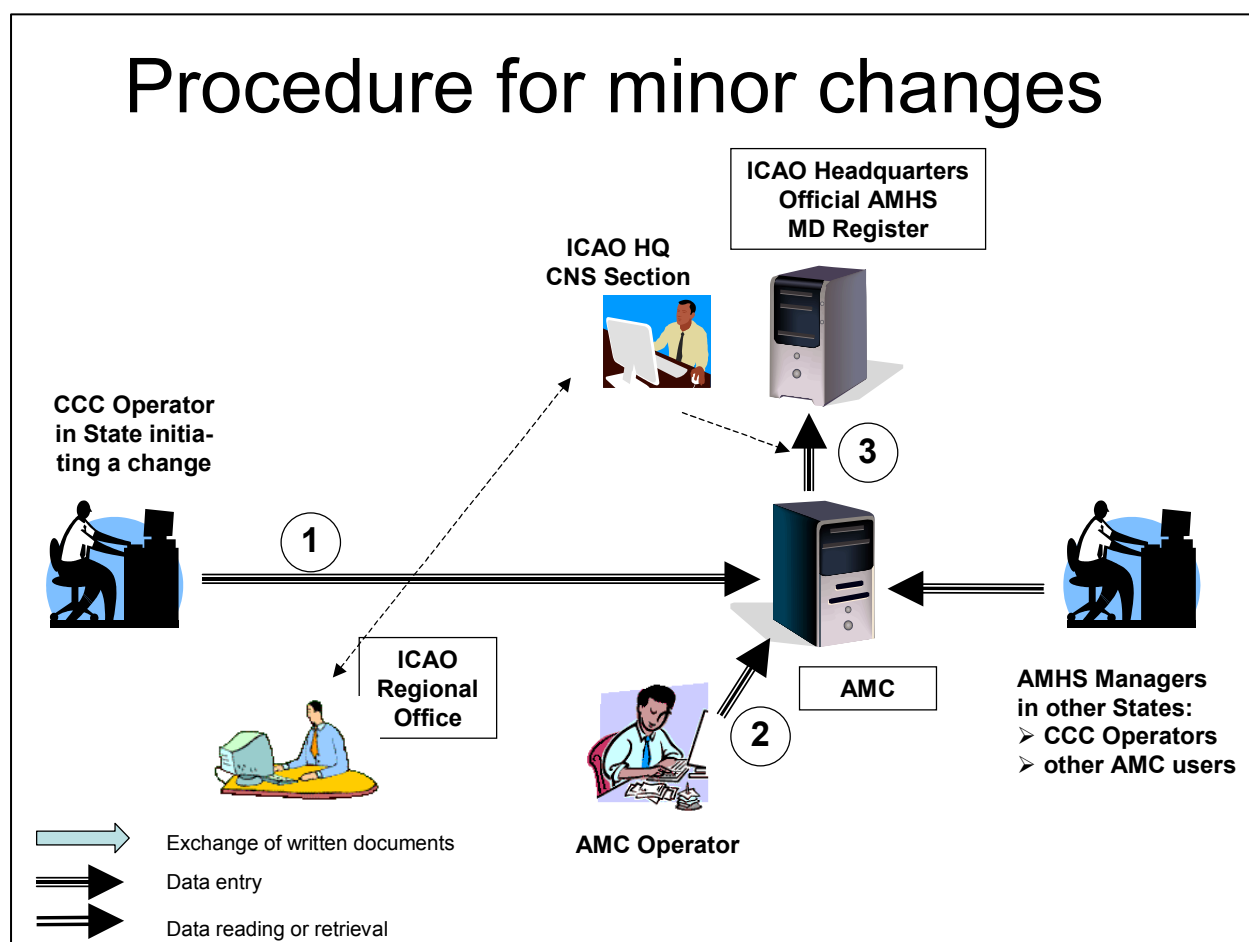 Procedure for minor changes
ICAO Headquarters
Official AMHS
MD Register
ICAO HQ
CNS Section
CCC Operator
in State initia-
ting a change
3
1
ICAO
Regional
Office
AMC
2
AMHS Managers
in other States:
➢ CCC Operators
➢ other AMC users
AMC Operator
Exchange of written documents
Data entry
Data reading or retrieval